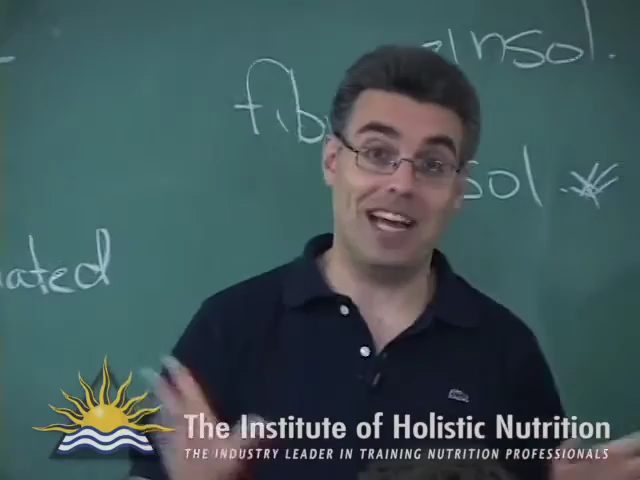 insol.
fib
sol *
ated
The Institute of Holistic Nutrition
THE INDUSTRY LEADER IN TRAINING NUTRITION PROFESSIONALS